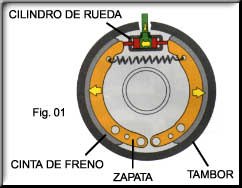 CILINDRO DE RUEDA
Fig. 01
CINTA DE FRENO
ZAPATA
TAMBOR